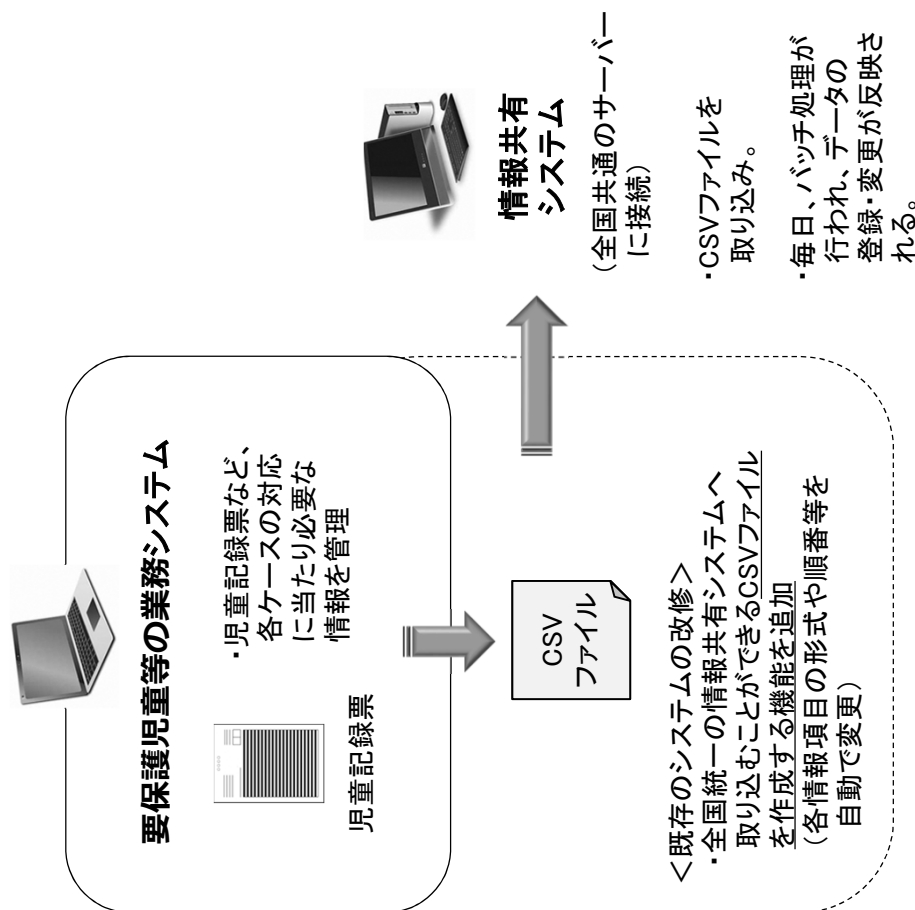 要保護児童等の業務システム
児童記録票
・児童記録票など、
各ケースの対応
に当たり必要な
情報を管理
CSV
ファイル
<既存のシステムの改修>
・全国統一の情報共有システムへ
取り込むことができるCSVファイル
を作成する機能を追加
(各情報項目の形式や順番等を
自動で変更)
情報共有
システム
(全国共通のサーバー
に接続)
・CSVファイルを
取り込み。
・毎日、バッチ処理が
行われ、データの
登録・変更が反映さ
れる。